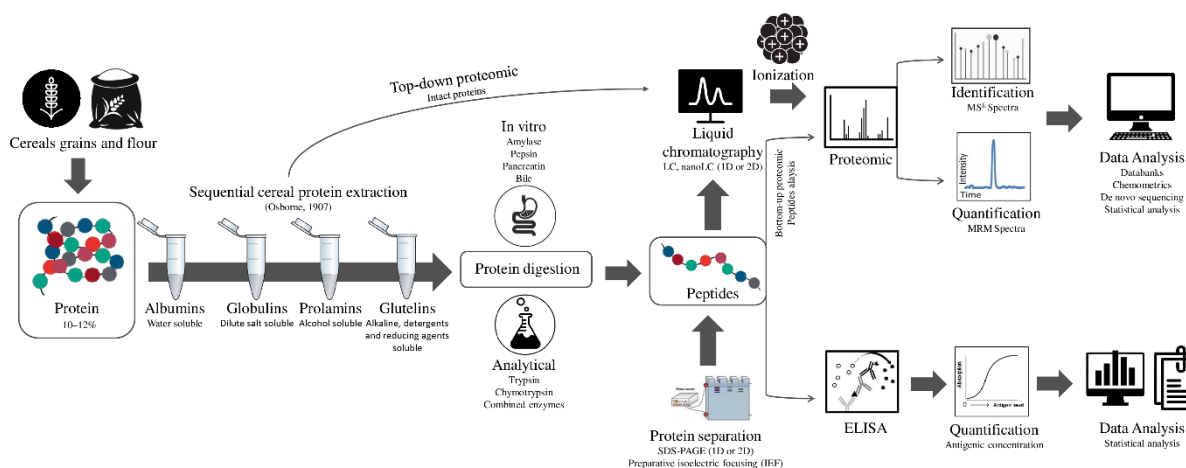 Cereals grains and flour
Protein
10–12%
Top-down proteomic
Intact proteins
Sequential cereal protein extraction
(Osborne, 1907)
Albumins
Water soluble
Globulins
Dilute salt soluble
Prolamins
Alcohol soluble
Glutelins
Alkaline, detergents
and reducing agents
soluble
In vitro
Amylase
Pepsin
Pancreatin
Bile
Protein digestion
Analytical
Trypsin
Chymotrypsin
Combined enzymes
Ionization
Liquid
chromatography
LC, nanoLC (1D or 2D)
Peptides
Protein separation
SDS-PAGE (1D or 2D)
Preparative isoelectric focusing (IEF)
Bottom-up proteomic
Peptides alaysis
Proteomic
Identification
MSᴱ Spectra
Intensity
Time
Quantification
MRM Spectra
Data Analysis
Databanks
Chemometrics
De novo sequencing
Statistical analysis
ELISA
Absorption
0
Antigen level
Quantification
Antigenic concentration
Data Analysis
Statistical analysis